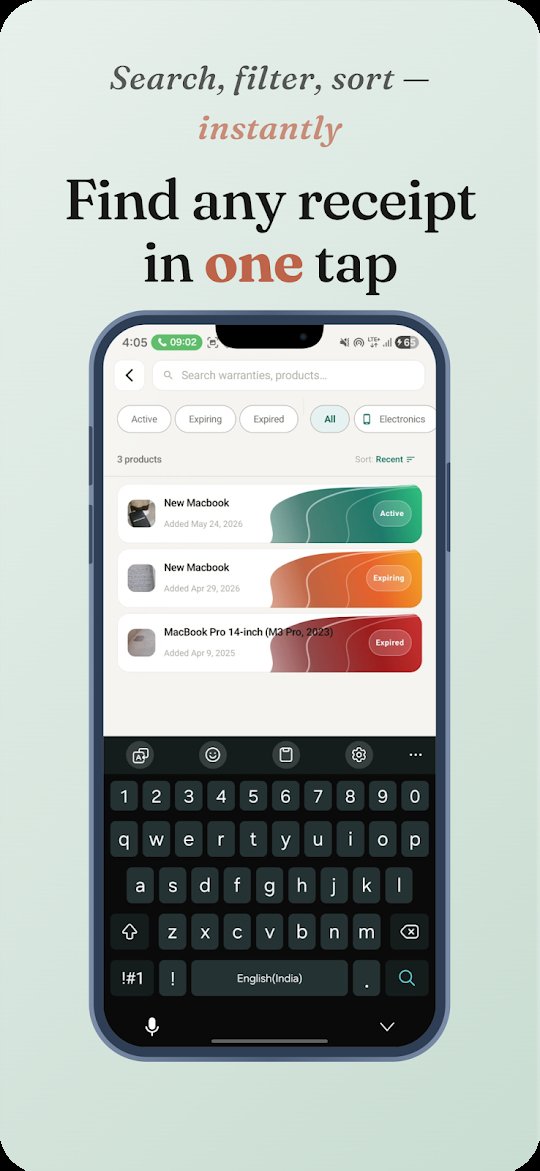 Search, filter, sort —
instantly
Find any receipt
in one tap
4:05 09:02 LTE+ 65
Search warranties, products...
Active Expiring Expired All Electronics
3 products Sort: Recent
New Macbook
Added May 24, 2026
Active
New Macbook
Added Apr 29, 2026
Expiring
MacBook Pro 14-inch (M3 Pro, 2023)
Added Apr 9, 2025
Expired
1 2 3 4 5 6 7 8 9 0
q w e r t y u i o p
a s d f g h j k l
z x c v b n m
!#1 ! English(India) .